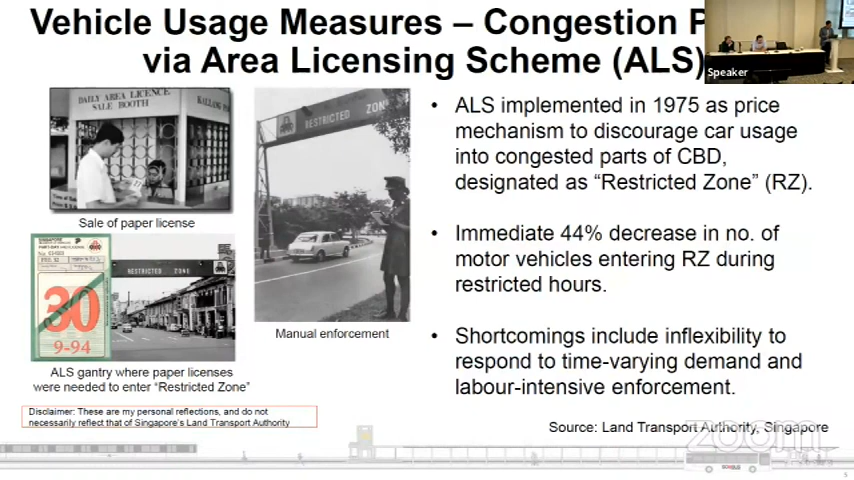 Vehicle Usage Measures – Congestion P
via Area Licensing Scheme (ALS)
Speaker
DAILY AREA LICENCE
SALE BOOTH
KALLANG
RESTRICTED ZONE
• ALS implemented in 1975 as price
mechanism to discourage car usage
into congested parts of CBD,
designated as “Restricted Zone” (RZ).
Sale of paper license
• Immediate 44% decrease in no. of
motor vehicles entering RZ during
restricted hours.
SINGAPORE
RESTRICTED ZONE
30
9-94
Manual enforcement
• Shortcomings include inflexibility to
respond to time-varying demand and
labour-intensive enforcement.
ALS gantry where paper licenses
were needed to enter “Restricted Zone”
Disclaimer: These are my personal reflections, and do not
necessarily reflect that of Singapore's Land Transport Authority
Source: Land Transport Authority, Singapore
zoom
5